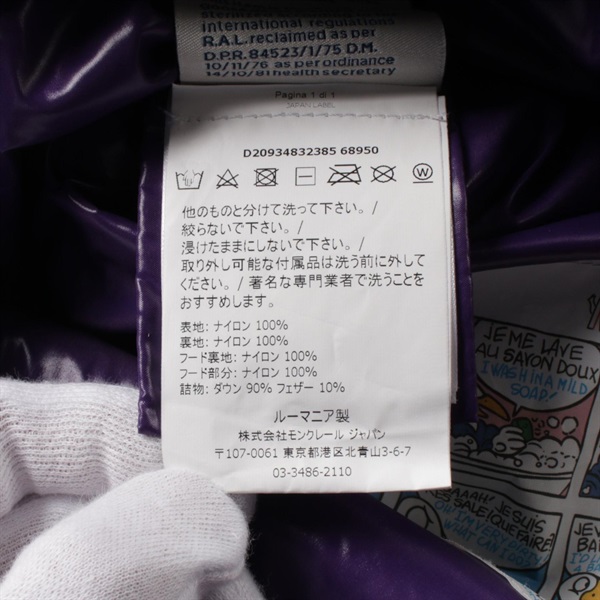 international regulations
R.A.L. reclaimed as per
D.P.R. 84523/1/75 D.M.
10/11/76 as per ordinance
14/10/81 health secretary
Pagina 1 di 1
JAPAN LABEL
D20934832385 68950
他のものと分けて洗って下さい。/
絞らないで下さい。/
浸けたままにしないで下さい。/
取り外し可能な付属品は洗う前に外して
ください。/ 著名な専門業者で洗うことを
おすすめします。
表地: ナイロン 100%
裏地: ナイロン 100%
フード裏地: ナイロン 100%
フード部分: ナイロン 100%
詰物: ダウン 90% フェザー 10%
ルーマニア製
株式会社モンクレール ジャパン
〒107-0061 東京都港区北青山3-6-7
03-3486-2110
JE ME LAVE
AU SAVON DOUX
I WASH IN A MILD
SOAP!
JE SUIS
SALE! QUE FAIRE?
WHAT CAN I DO?